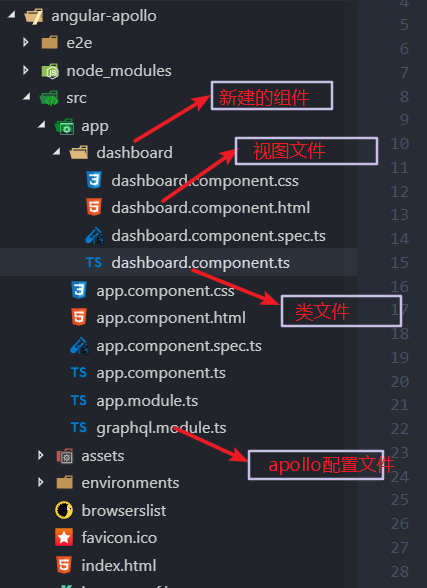 angular-apollo
4
e2e
5
6
node_modules
7
src
新建的组件
8
9
app
视图文件
10
dashboard
11
dashboard.component.css
12
dashboard.component.html
13
dashboard.component.spec.ts
14
dashboard.component.ts
15
16
app.component.css
类文件
17
app.component.html
18
app.component.spec.ts
19
app.component.ts
20
app.module.ts
21
graphql.module.ts
22
23
assets
apollo配置文件
24
environments
25
browserslist
26
favicon.ico
27
index.html
28